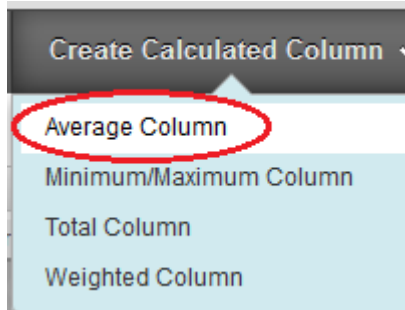 Create Calculated Column
Average Column
Minimum/Maximum Column
Total Column
Weighted Column